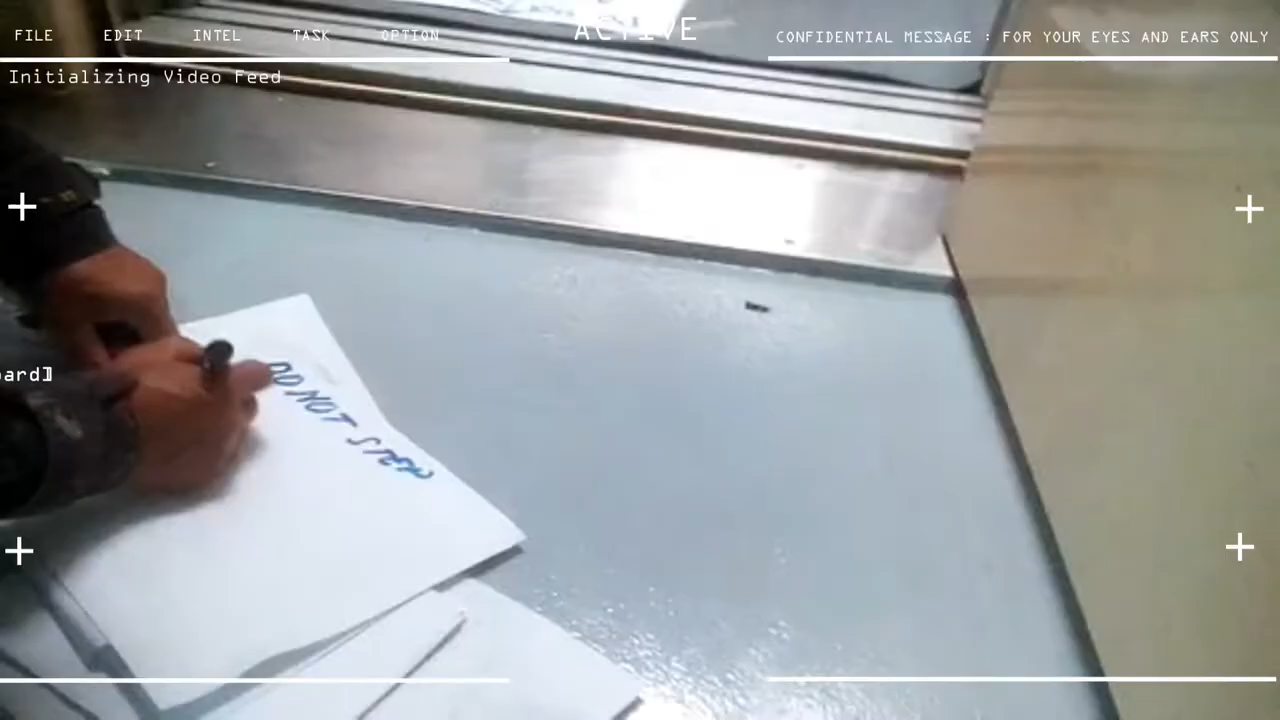 ACTIVE
FILE EDIT INTEL TASK OPTION
CONFIDENTIAL MESSAGE : FOR YOUR EYES AND EARS ONLY
Initializing Video Feed
ard]
DO NOT STEP